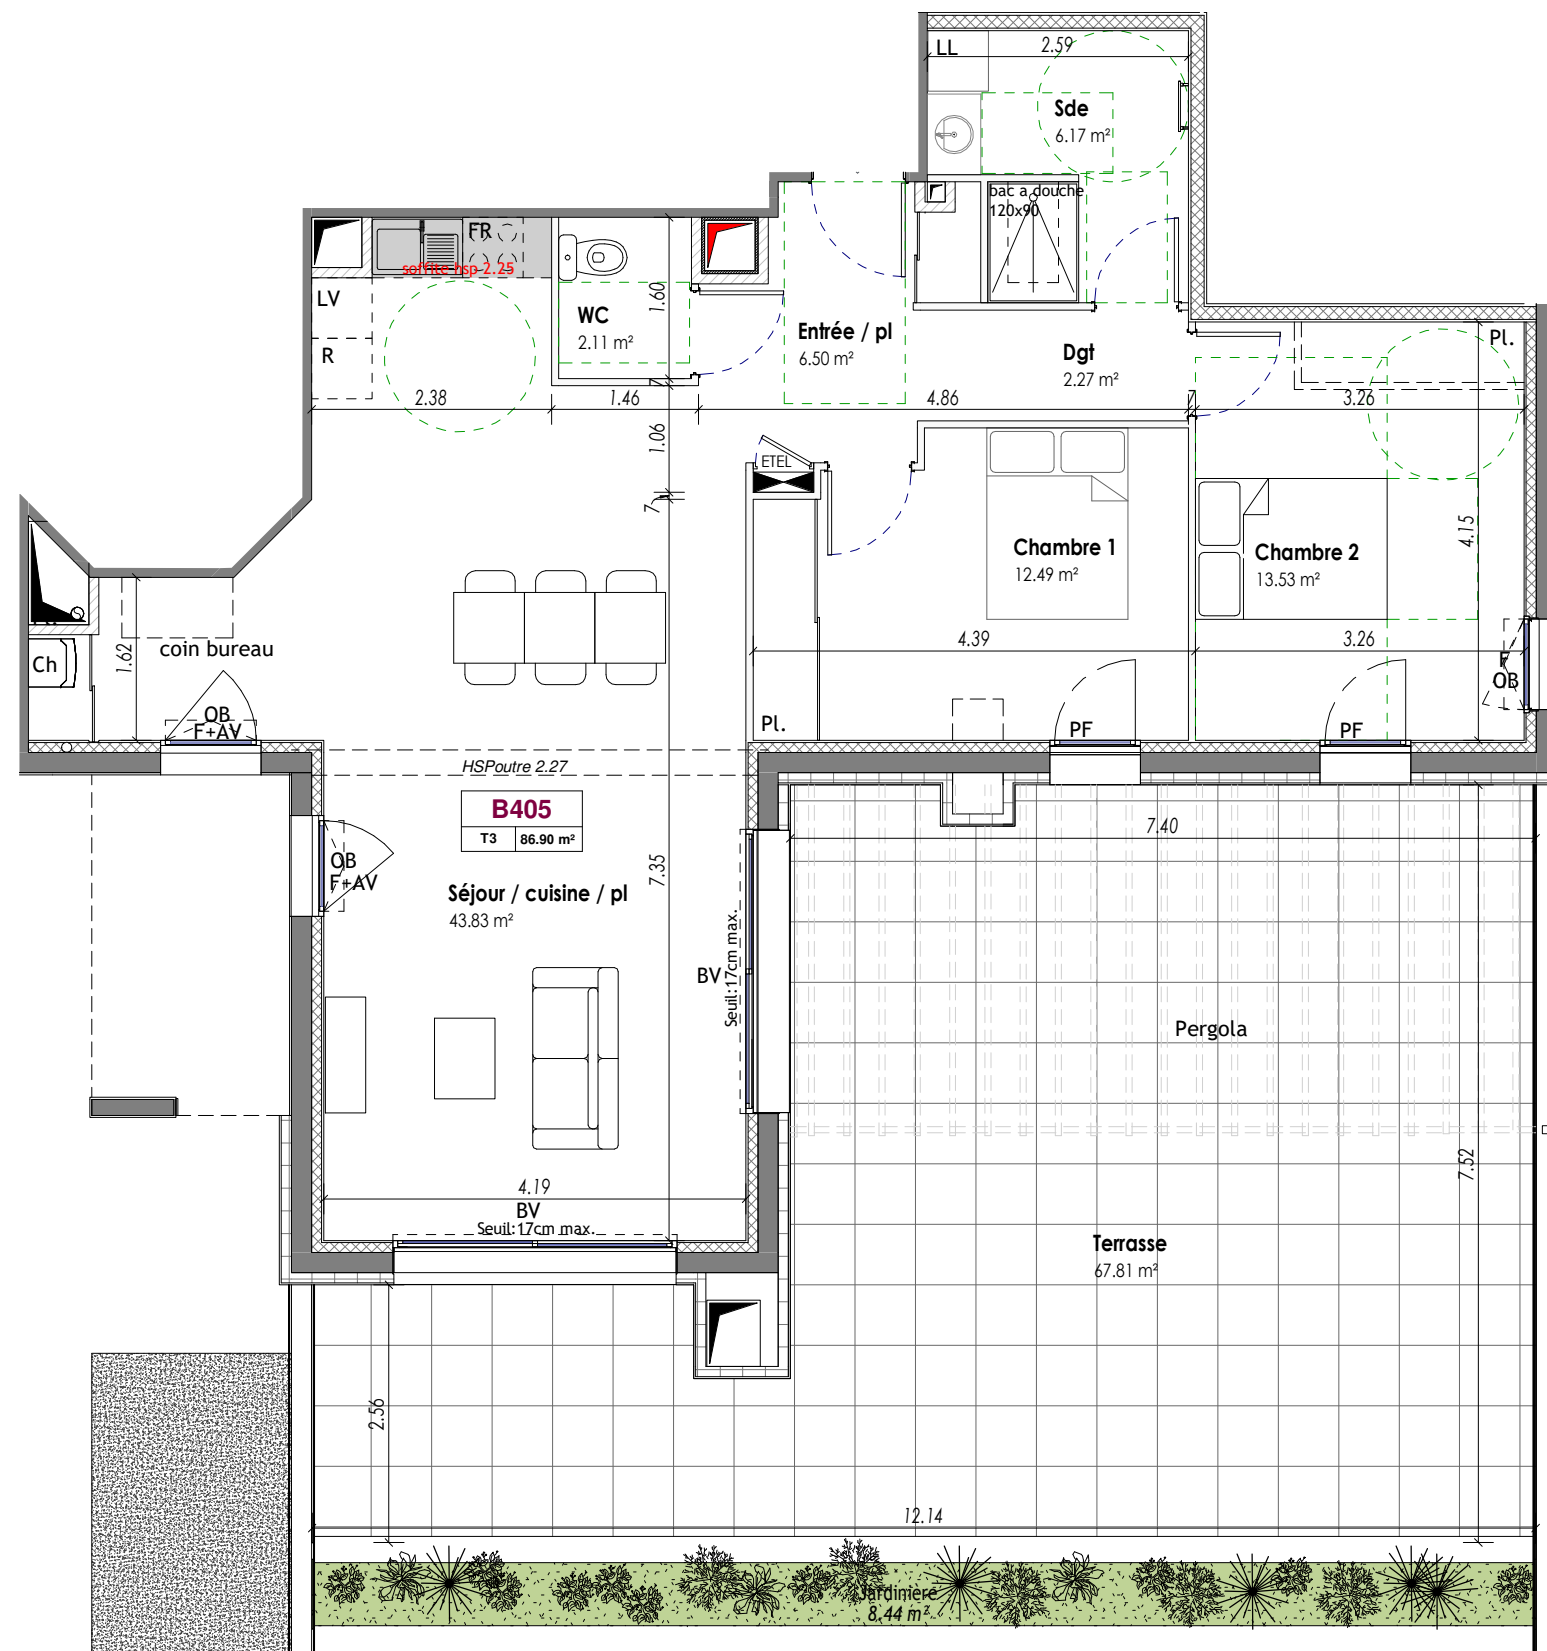 LL
2.59
Sde
6.17 m²
bac a douche
120x90
FR
soffite hsp 2.25
LV
R
WC
2.11 m²
1.60
Entrée / pl
6.50 m²
Dgt
2.27 m²
Pl.
2.38
1.46
7
4.86
3.26
1.06
ETEL
7
Chambre 1
12.49 m²
Chambre 2
13.53 m²
4.15
Ch
1.62
coin bureau
4.39
3.26
F
OB
OB
F+AV
Pl.
PF
PF
HSPoutre 2.27
B405
T3
86.90 m²
7.40
OB
F+AV
7.35
Séjour / cuisine / pl
43.83 m²
BV
Seuil:17cm max.
Pergola
7.52
4.19
BV
Seuil:17cm max.
Terrasse
67.81 m²
2.56
12.14
Jardiniere
8.44 m²